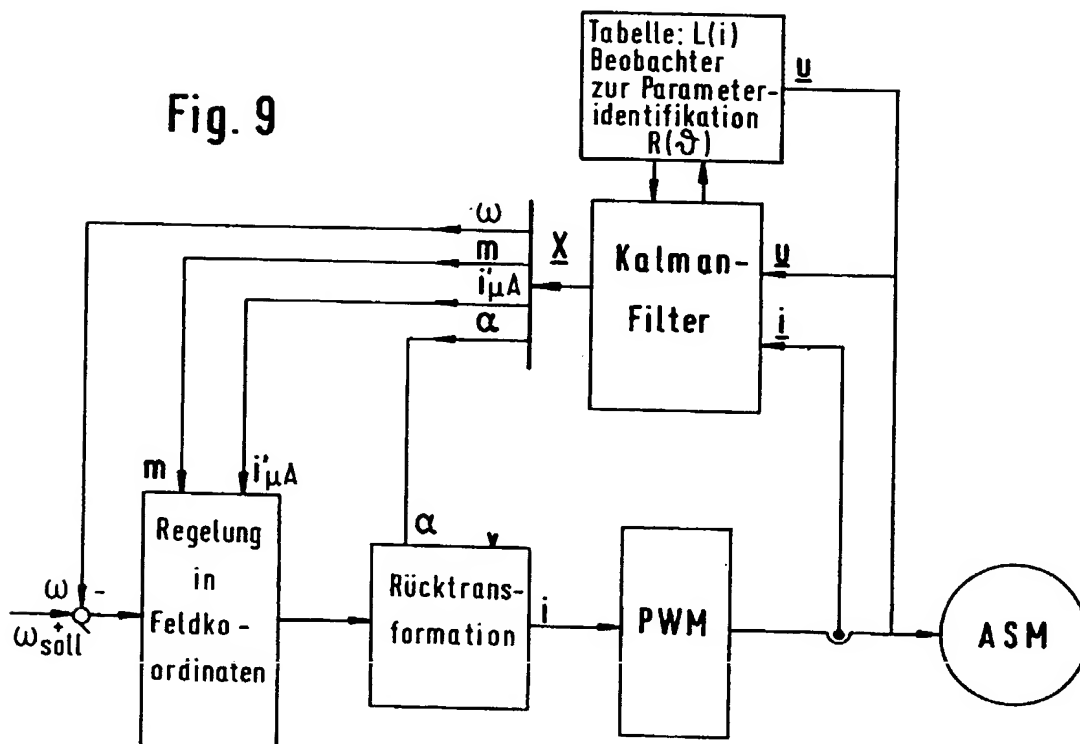 Fig. 9
Tabelle: L(i)
Beobachter
zur Parameter-
identifikation
R(ϑ)
u
ω
m
i'μA
α
X
Kalman-
Filter
u
i
m
i'μA
Regelung
in
Feldko-
ordinaten
ω
-
+
ωsoll
α
Rücktrans-
formation
i
PWM
ASM